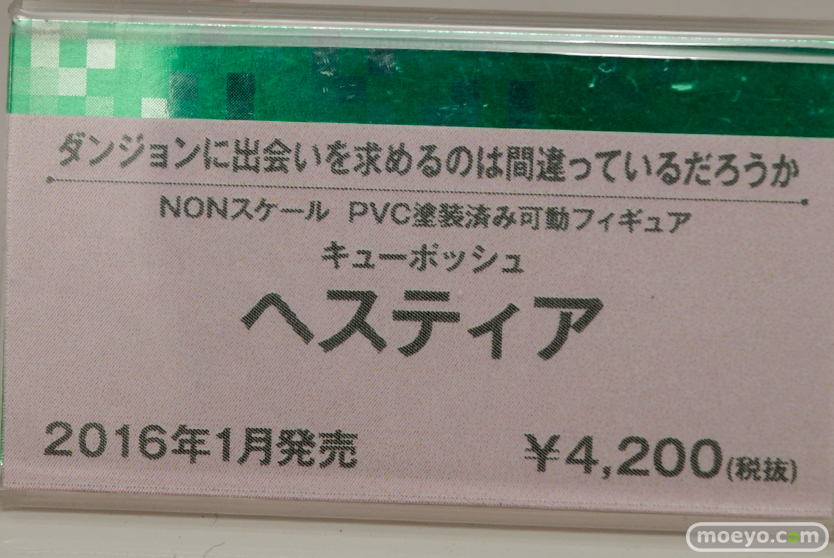 ダンジョンに出会いを求めるのは間違っているだろうか
NONスケール PVC塗装済み可動フィギュア
キューポッシュ
ヘスティア
2016年1月発売 ¥4,200(税抜)
moeyo.com